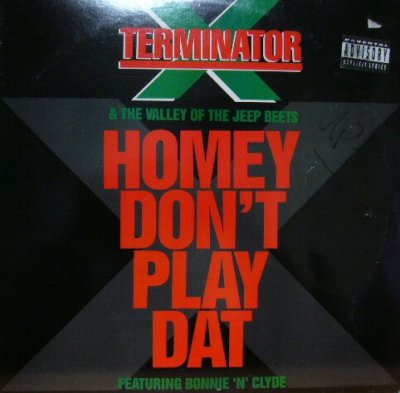 TERMINATOR
X
PARENTAL
ADVISORY
EXPLICIT LYRICS
& THE VALLEY OF THE JEEP BEETS
HOMEY
DON'T
PLAY
DAT
FEATURING BONNIE 'N' CLYDE